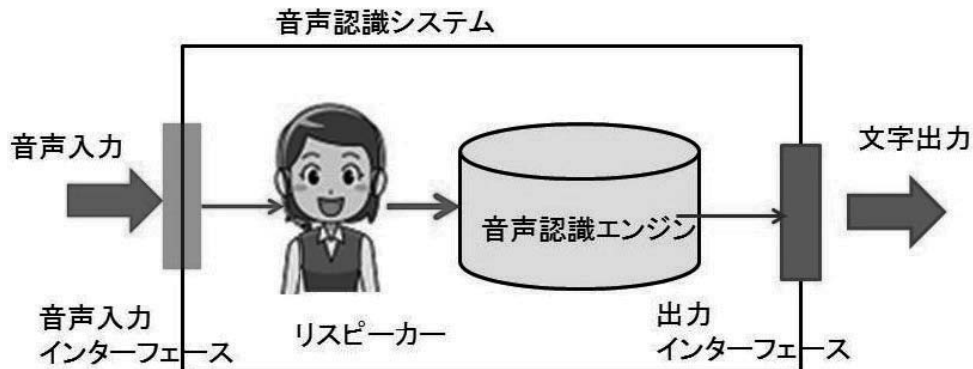 音声認識システム
音声入力
文字出力
音声認識エンジン
音声入力
インターフェース
リスピーカー
出力
インターフェース